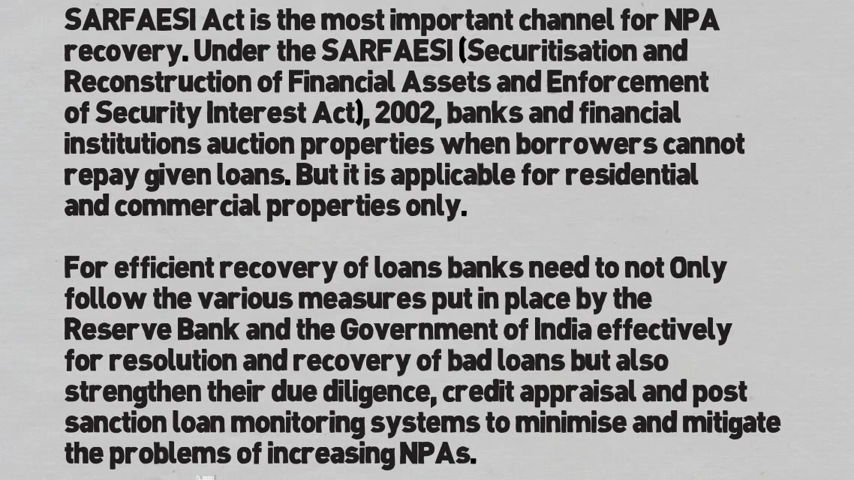 SARFAESI Act is the most important channel for NPA
recovery. Under the SARFAESI (Securitisation and
Reconstruction of Financial Assets and Enforcement
of Security Interest Act), 2002, banks and financial
institutions auction properties when borrowers cannot
repay given loans. But it is applicable for residential
and commercial properties only.

For efficient recovery of loans banks need to not Only
follow the various measures put in place by the
Reserve Bank and the Government of India effectively
for resolution and recovery of bad loans but also
strengthen their due diligence, credit appraisal and post
sanction loan monitoring systems to minimise and mitigate
the problems of increasing NPAs.